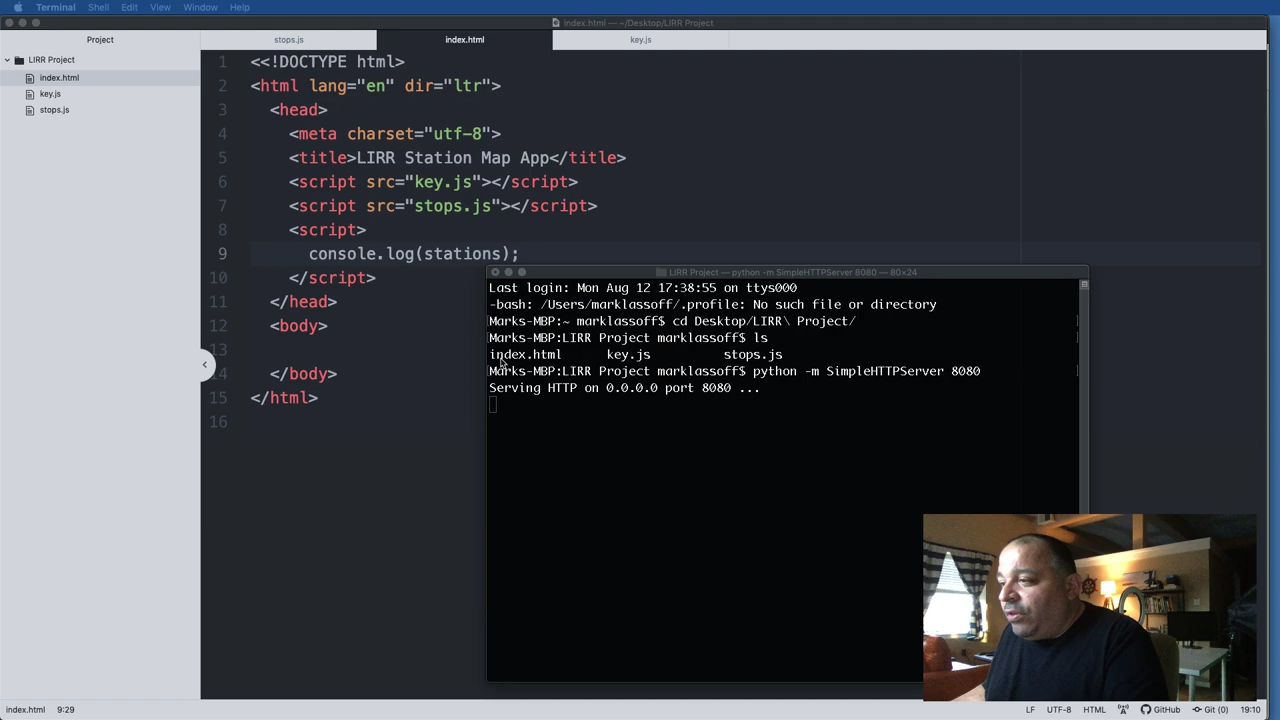 Terminal Shell Edit View Window Help
index.html — ~/Desktop/LIRR Project
Project
stops.js
index.html
key.js
LIRR Project
index.html
key.js
stops.js
1 <<!DOCTYPE html>
2 <html lang="en" dir="ltr">
3 <head>
4 <meta charset="utf-8">
5 <title>LIRR Station Map App</title>
6 <script src="key.js"></script>
7 <script src="stops.js"></script>
8 <script>
9 console.log(stations);
10 </script>
11 </head>
12 <body>
13
14 </body>
15 </html>
16
LIRR Project — python -m SimpleHTTPServer 8080 — 80×24
Last login: Mon Aug 12 17:38:55 on ttys000
-bash: /Users/marklassoff/.profile: No such file or directory
[Marks-MBP:~ marklassoff$ cd Desktop/LIRR\ Project/ ]
[Marks-MBP:LIRR Project marklassoff$ ls ]
index.html key.js stops.js
[Marks-MBP:LIRR Project marklassoff$ python -m SimpleHTTPServer 8080 ]
Serving HTTP on 0.0.0.0 port 8080 ...
index.html 9:29
LF UTF-8 HTML GitHub Git (0) 19:10